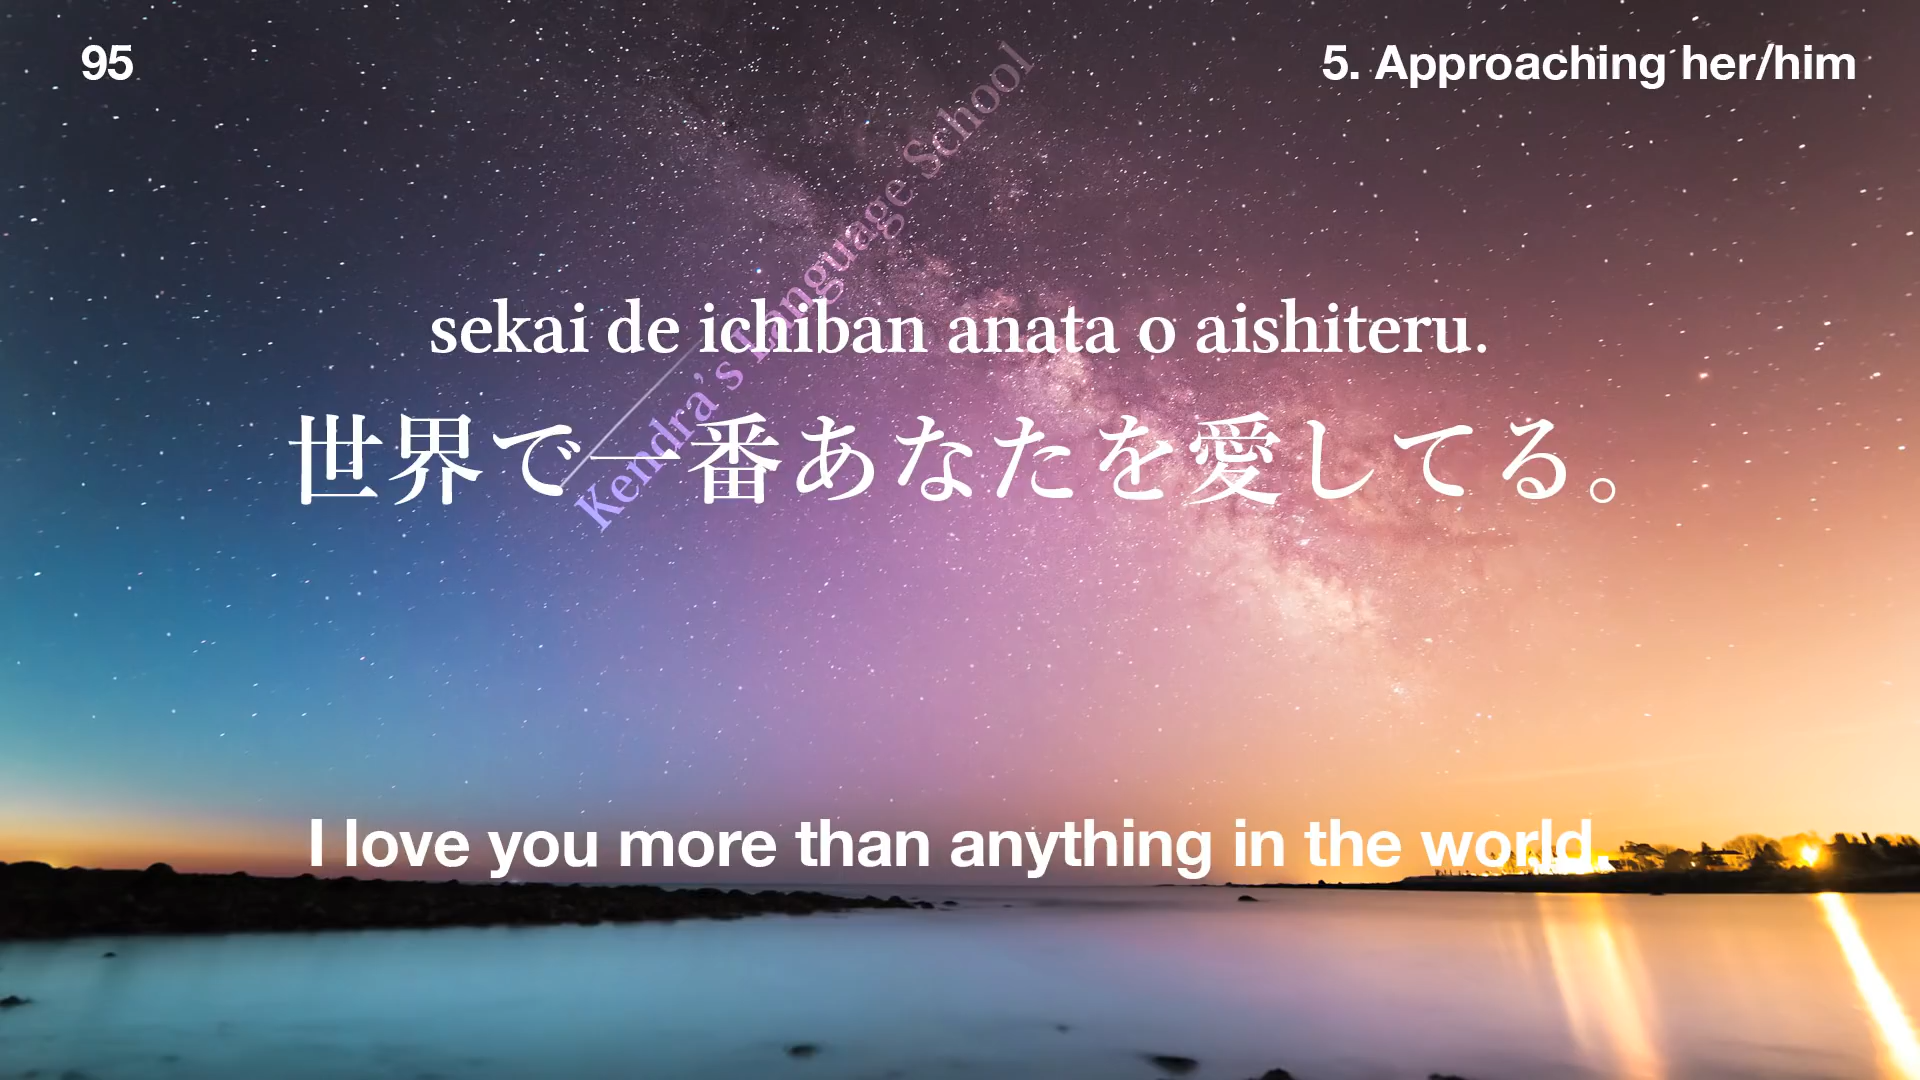 95
5. Approaching her/him
Kendra's Language School
sekai de ichiban anata o aishiteru.
世界で一番あなたを愛してる。
I love you more than anything in the world.